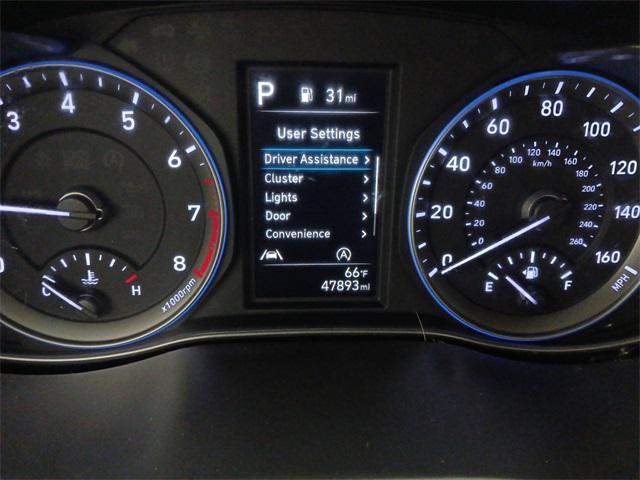 P 31 mi
User Settings
Driver Assistance >
Cluster >
Lights >
Door >
Convenience >
A
66°F
47893 mi
3 4 5 6 7 8
0
x1000rpm
C H
0 20 40 60 80 100 120 140 160
MPH
0 20 40 60 80 100 120 140 160 180 200 220 240 260
km/h
E F